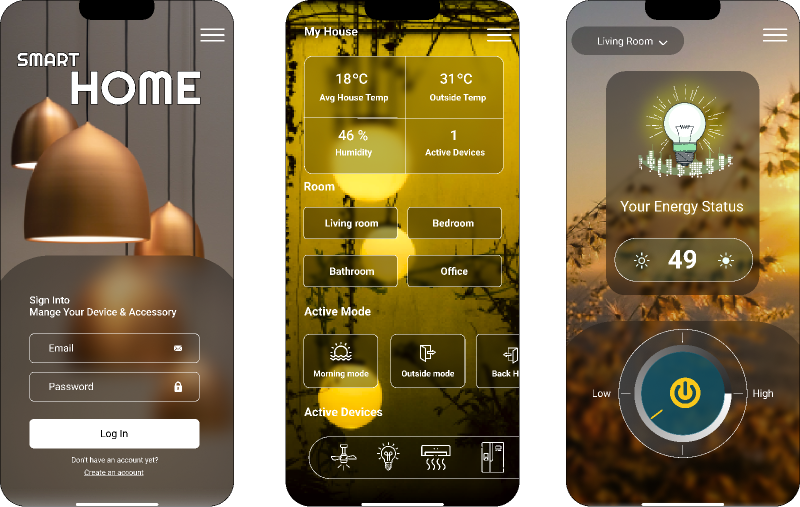 SMART
HOME
Sign Into
Mange Your Device & Accessory
Email
Password
Log In
Don't have an account yet?
Create an account
My House
18°C
31°C
Avg House Temp
Outside Temp
46 %
1
Humidity
Active Devices
Room
Living room
Bedroom
Bathroom
Office
Active Mode
Morning mode
Outside mode
Back H
Active Devices
Living Room
Your Energy Status
49
Low
High